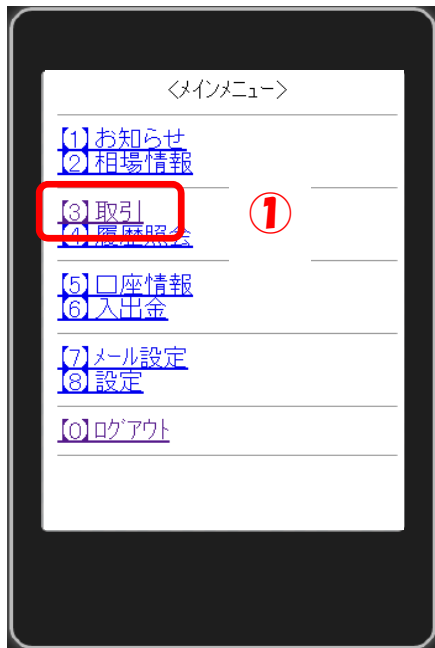 <メインメニュー>
【1】お知らせ
【2】相場情報
【3】取引
①
【4】履歴照会
【5】口座情報
【6】入出金
【7】メール設定
【8】設定
【0】ログアウト